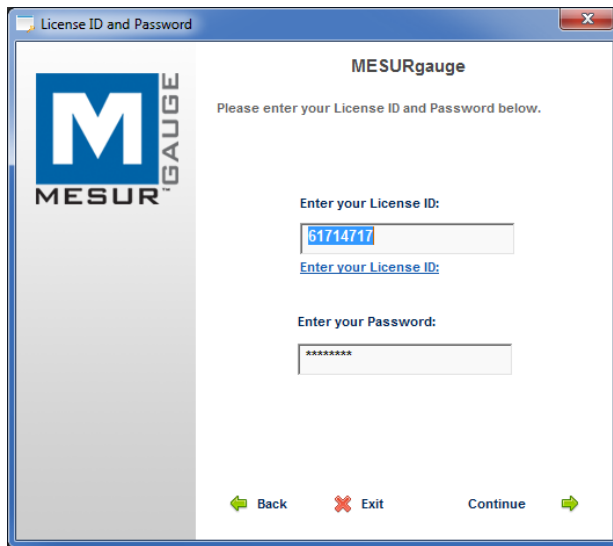 License ID and Password
MESURgauge
Please enter your License ID and Password below.
M
GAUGE
MESUR™
Enter your License ID:
61714717
Enter your License ID:
Enter your Password:
********
Back
Exit
Continue